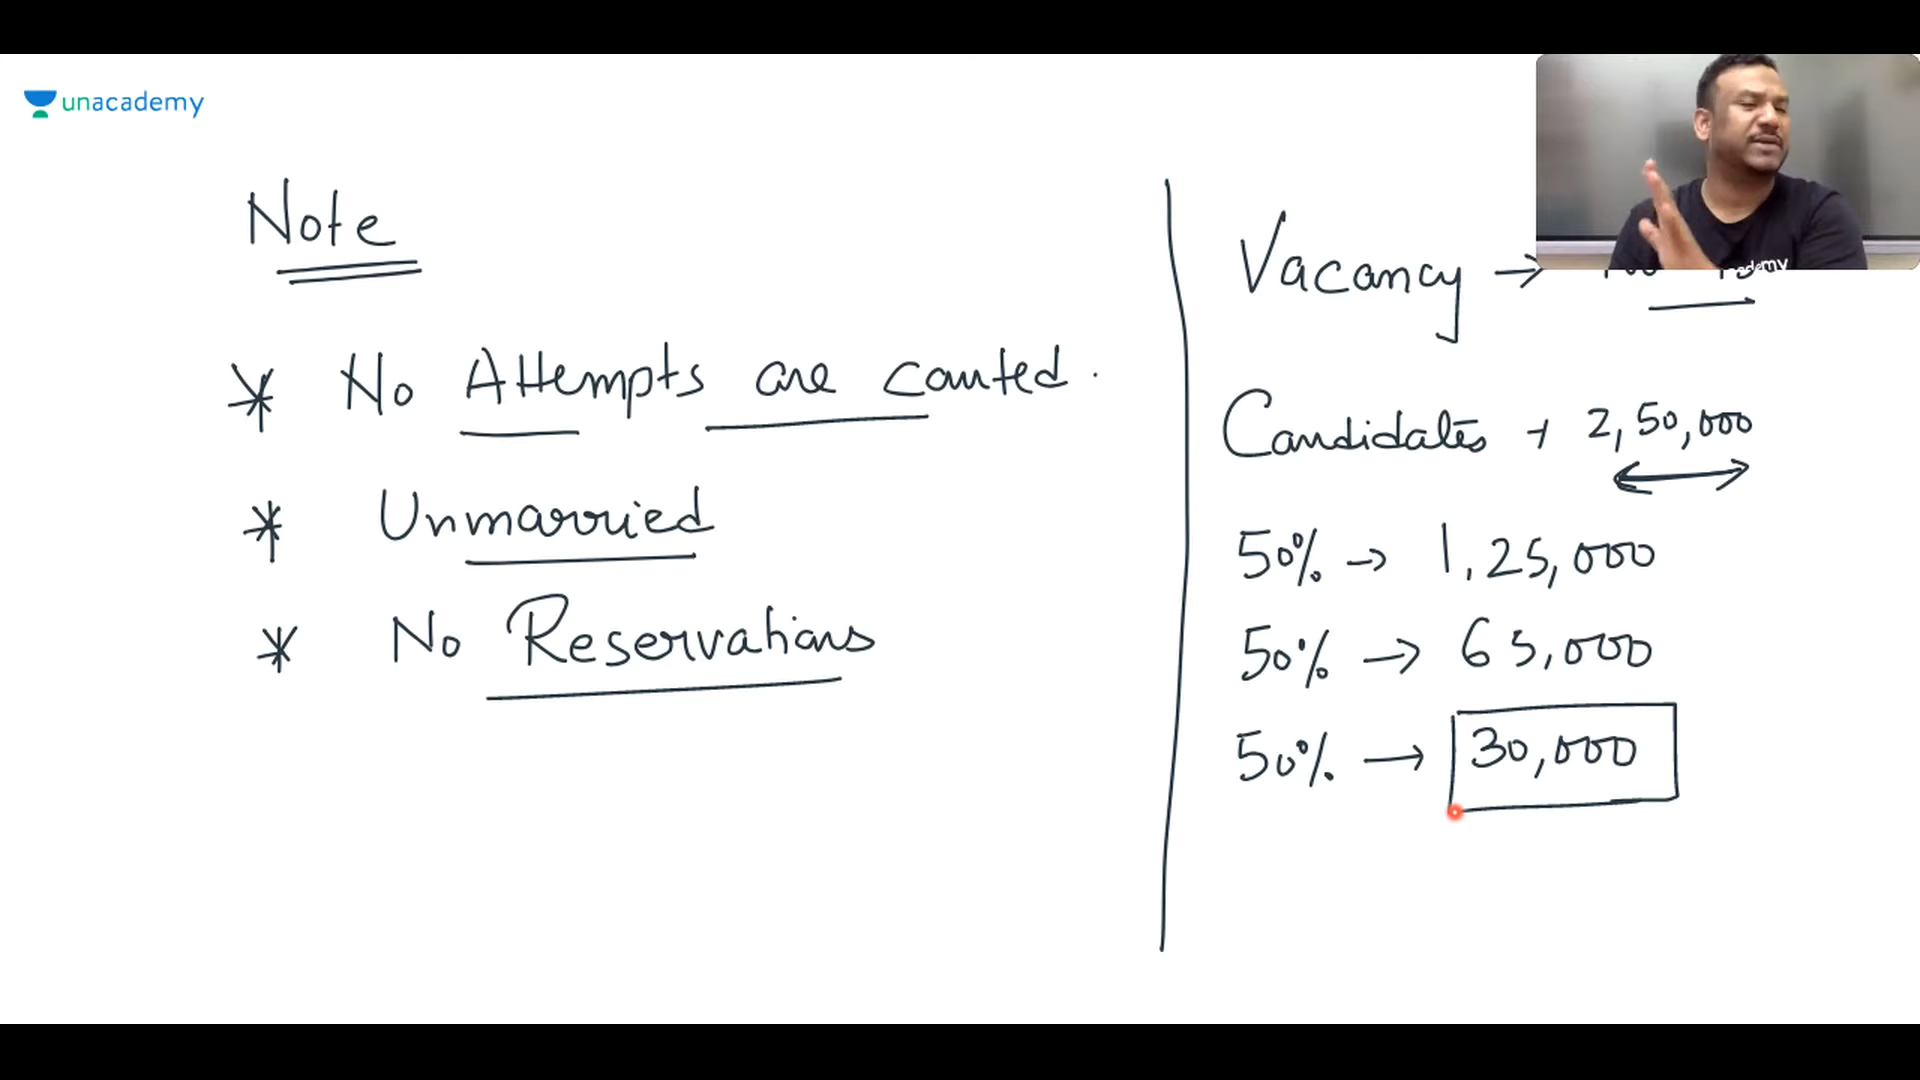 unacademy
Note
* No Attempts are counted.
* Unmarried
* No Reservations
Vacancy →
Candidates → 2,50,000
50% → 1,25,000
50% → 65,000
50% → 30,000